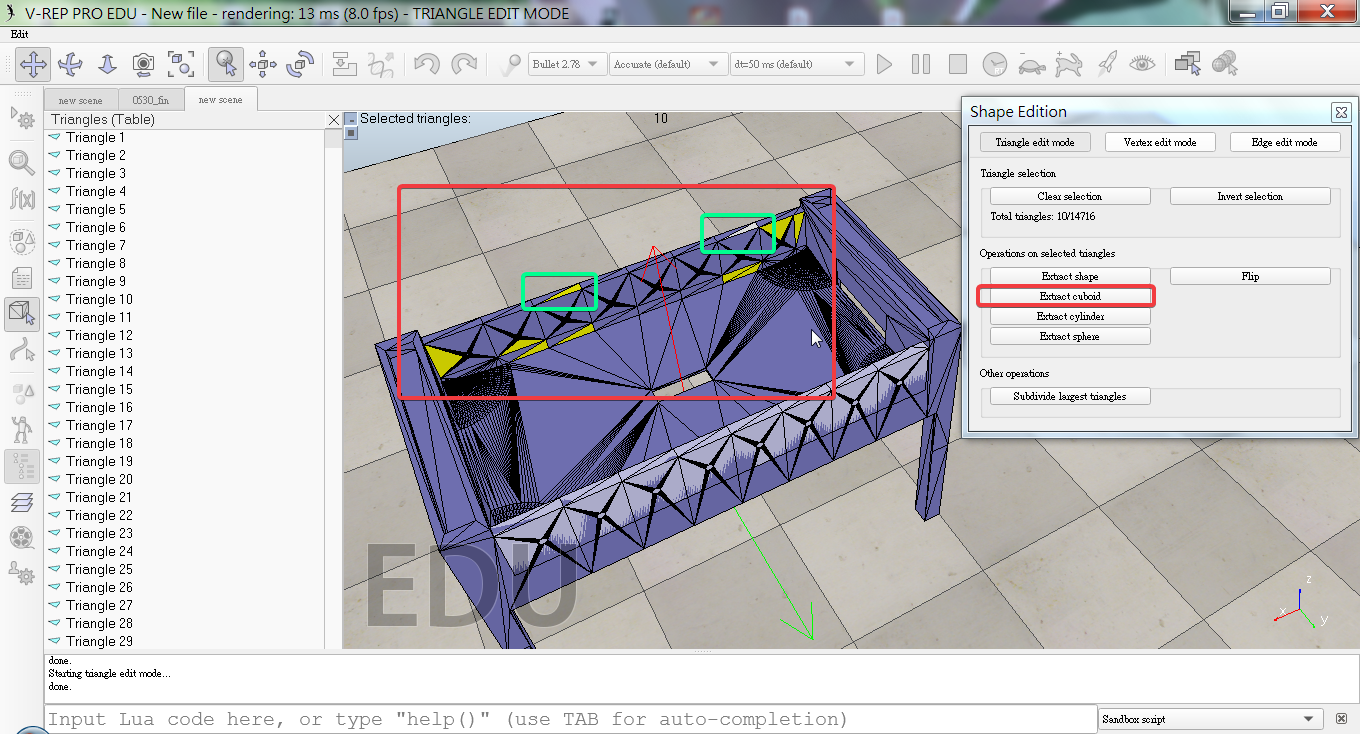 V-REP PRO EDU - New file - rendering: 13 ms (8.0 fps) - TRIANGLE EDIT MODE
Edit
Bullet 2.78
Accurate (default)
dt=50 ms (default)
new scene
0530_fin
new scene
Triangles (Table)
Triangle 1
Triangle 2
Triangle 3
Triangle 4
Triangle 5
Triangle 6
Triangle 7
Triangle 8
Triangle 9
Triangle 10
Triangle 11
Triangle 12
Triangle 13
Triangle 14
Triangle 15
Triangle 16
Triangle 17
Triangle 18
Triangle 19
Triangle 20
Triangle 21
Triangle 22
Triangle 23
Triangle 24
Triangle 25
Triangle 26
Triangle 27
Triangle 28
Triangle 29
Selected triangles: 10
EDU
z
x
y
Shape Edition
Triangle edit mode
Vertex edit mode
Edge edit mode
Triangle selection
Clear selection
Invert selection
Total triangles: 10/14716
Operations on selected triangles
Extract shape
Flip
Extract cuboid
Extract cylinder
Extract sphere
Other operations
Subdivide largest triangles
done.
Starting triangle edit mode...
done.
Input Lua code here, or type "help()" (use TAB for auto-completion)
Sandbox script